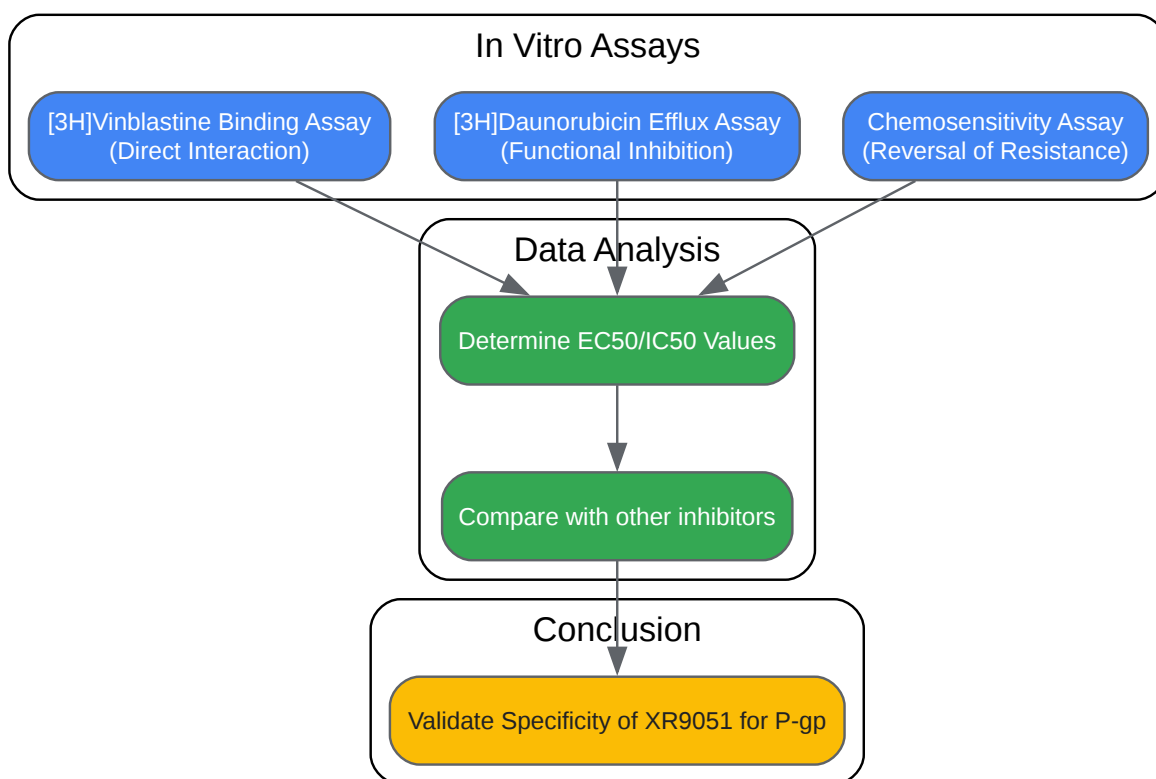 In Vitro Assays
[3H]Vinblastine Binding Assay
(Direct Interaction)
[3H]Daunorubicin Efflux Assay
(Functional Inhibition)
Chemosensitivity Assay
(Reversal of Resistance)
Data Analysis
Determine EC50/IC50 Values
Compare with other inhibitors
Conclusion
Validate Specificity of XR9051 for P-gp